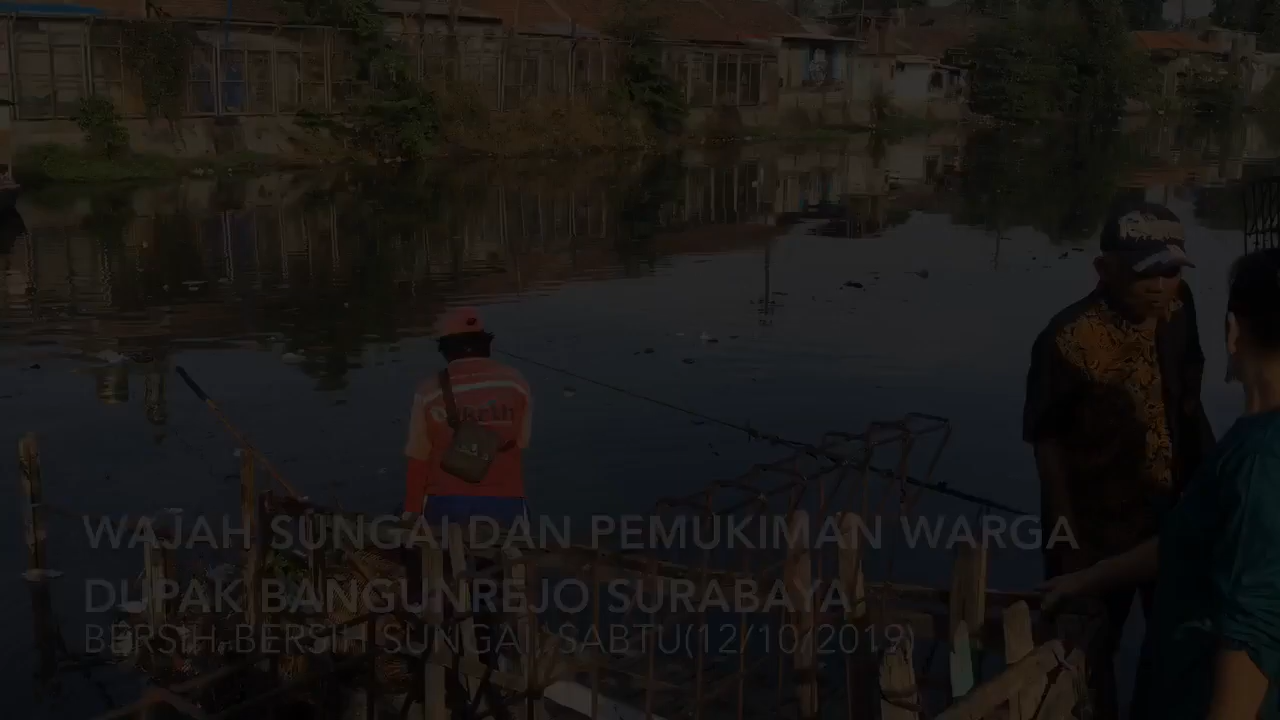 WAJAH SUNGAI DAN PEMUKIMAN WARGA
DUPAK BANGUNREJO SURABAYA
BERSIH-BERSIH SUNGAI, SABTU(12/10/2019)